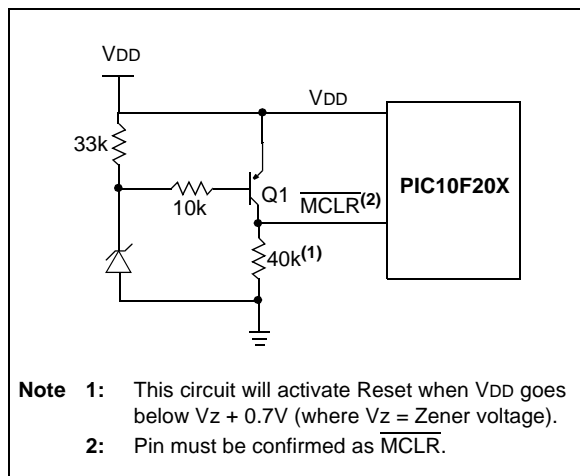 VDD
VDD
33k
Q1
10k
MCLR(2)
PIC10F20X
40k(1)
Note 1: This circuit will activate Reset when VDD goes
below Vz + 0.7V (where Vz = Zener voltage).
2: Pin must be confirmed as MCLR.